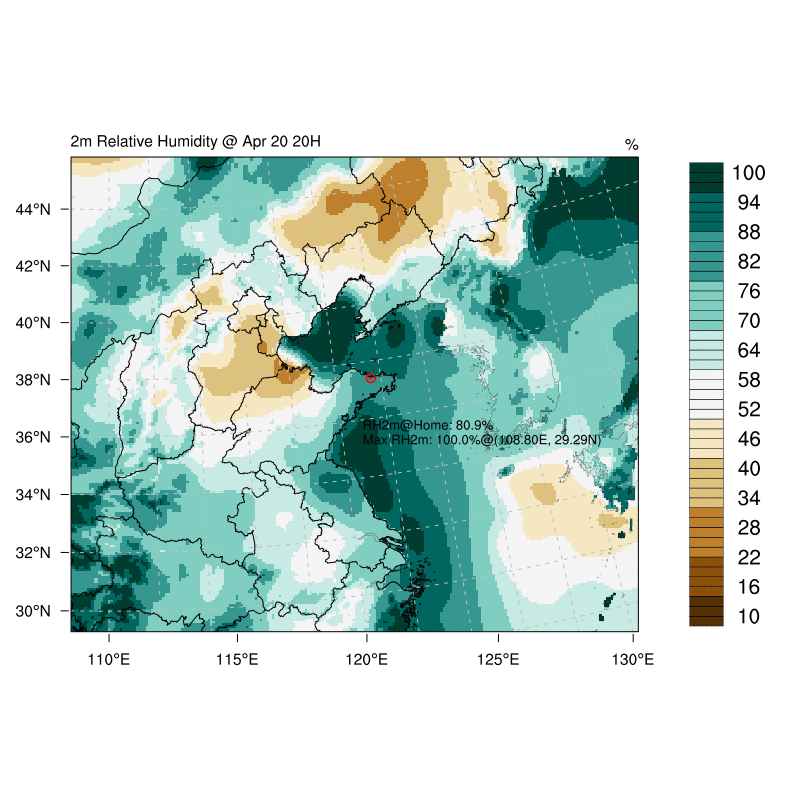 2m Relative Humidity @ Apr 20 20H
%
100
94
88
82
76
70
64
58
52
46
40
34
28
22
16
10
44°N
42°N
40°N
38°N
36°N
34°N
32°N
30°N
RH2m@Home: 80.9%
Max RH2m: 100.0%@(108.80E, 29.29N)
110°E 115°E 120°E 125°E 130°E